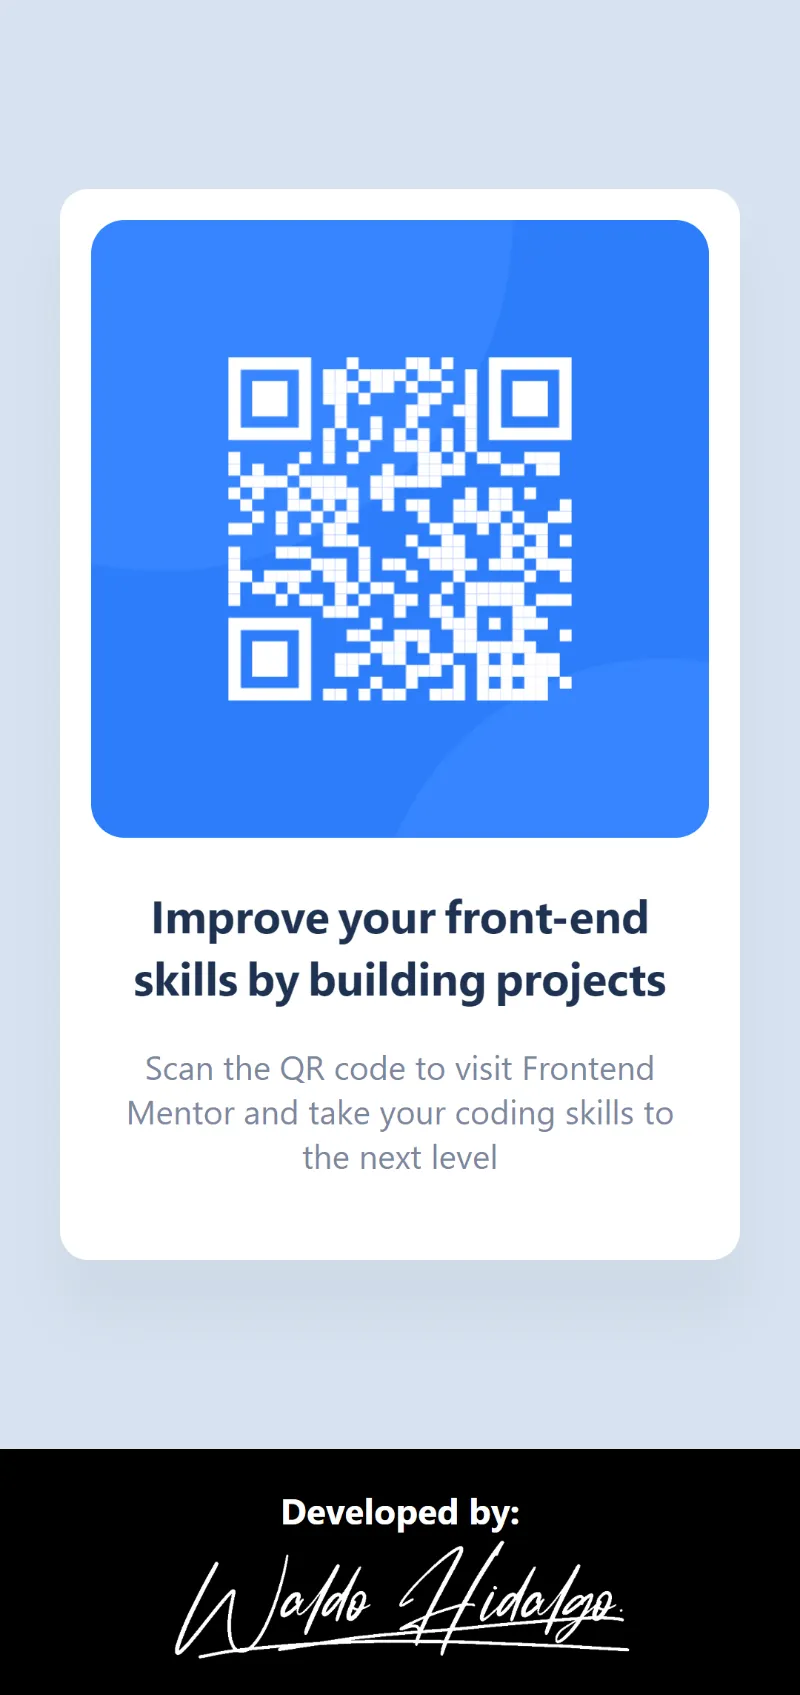 Improve your front-end
skills by building projects
Scan the QR code to visit Frontend
Mentor and take your coding skills to
the next level
Developed by:
Waldo Hidalgo.